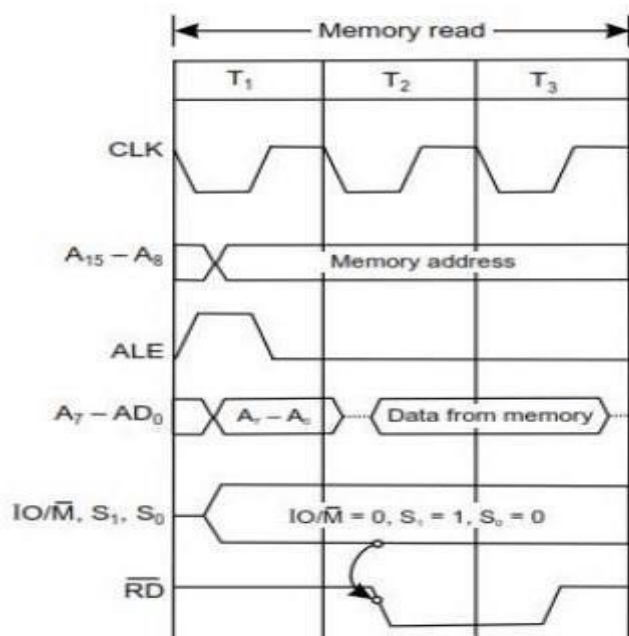 Memory read
T₁ T₂ T₃
CLK
A₁₅ – A₈ Memory address
ALE
A₇ – AD₀ A₇ – A₀ Data from memory
IO/M̅, S₁, S₀ IO/M̅ = 0, S₁ = 1, S₀ = 0
R̅D̅